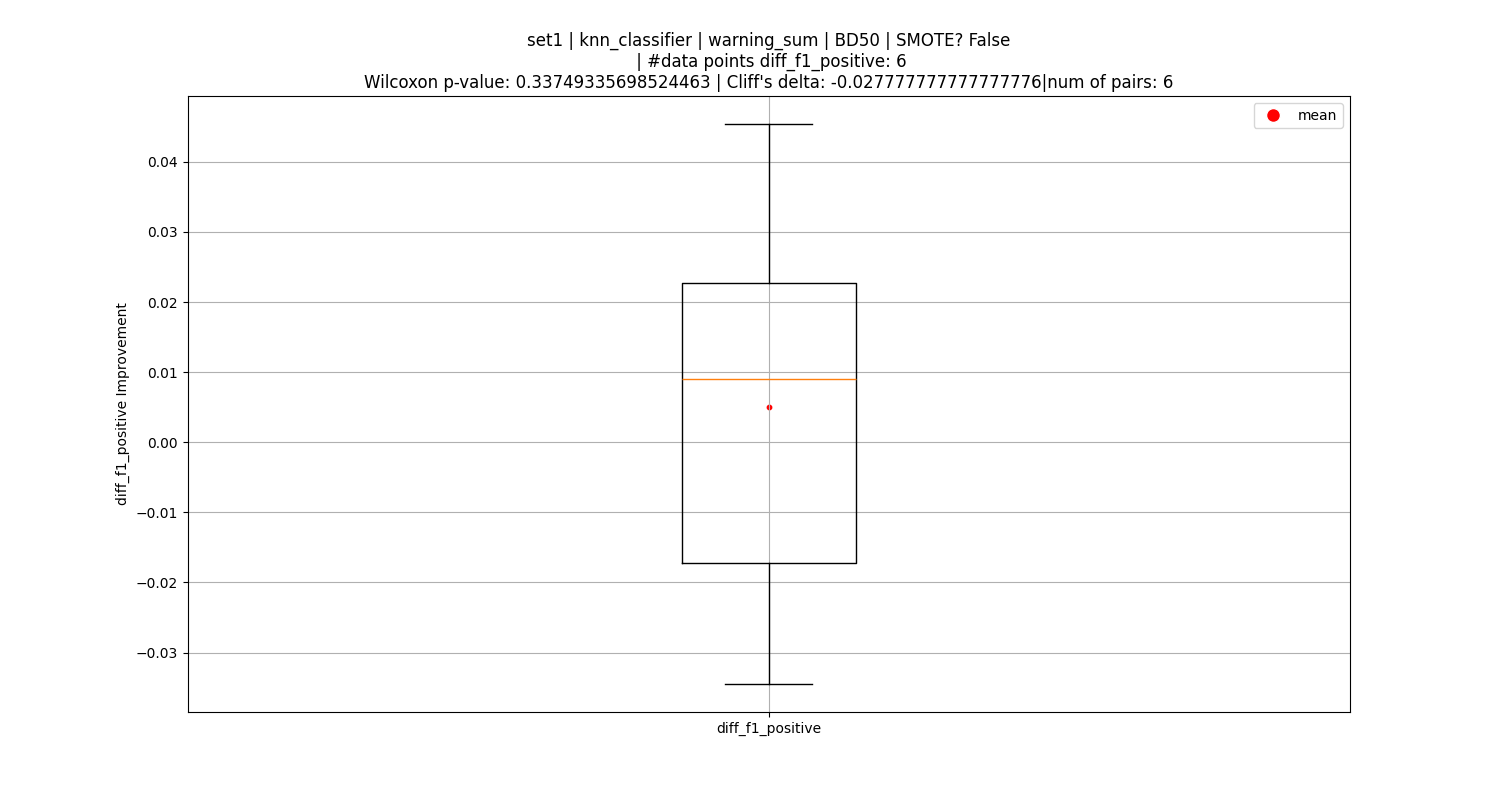 set1 | knn_classifier | warning_sum | BD50 | SMOTE? False
| #data points diff_f1_positive: 6
Wilcoxon p-value: 0.33749335698524463 | Cliff's delta: -0.027777777777777776|num of pairs: 6
mean
0.04
0.03
0.02
0.01
0.00
−0.01
−0.02
−0.03
diff_f1_positive Improvement
diff_f1_positive